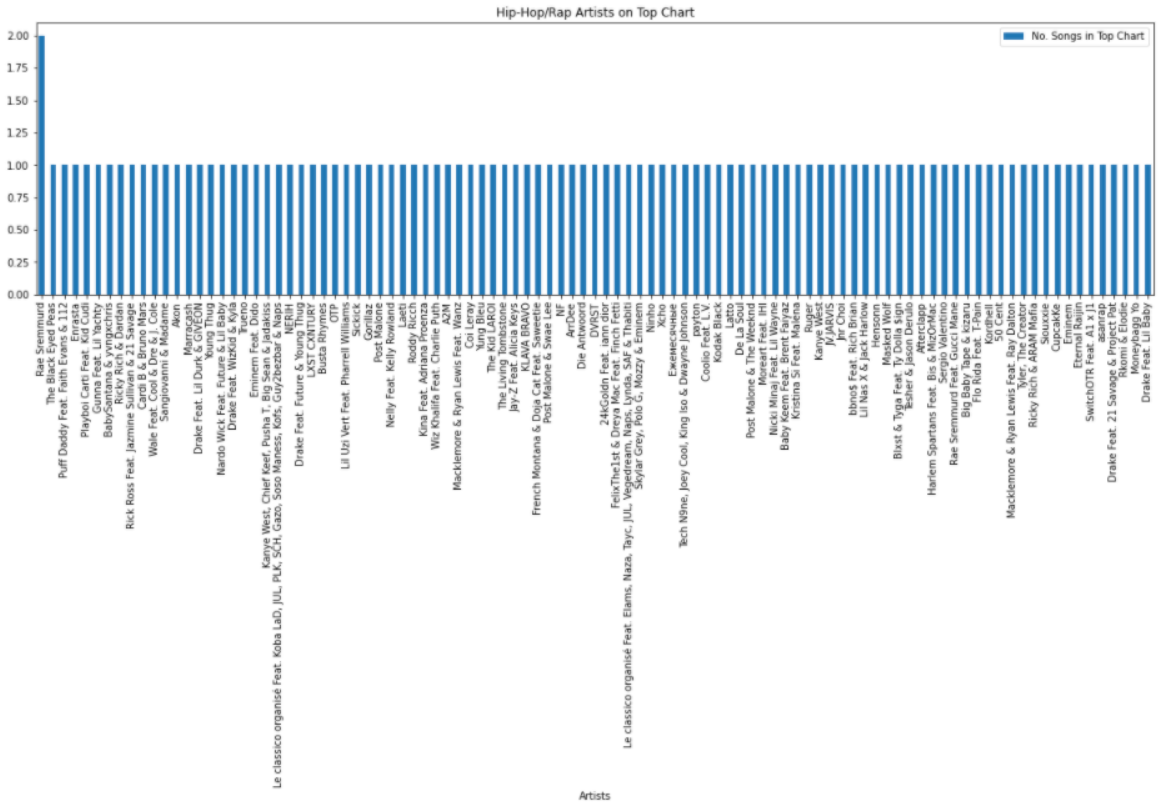 Hip-Hop/Rap Artists on Top Chart
No. Songs in Top Chart
2.00
1.75
1.50
1.25
1.00
0.75
0.50
0.25
0.00
Rae Sremmurd
The Black Eyed Peas
Puff Daddy Feat. Faith Evans & 112
Enrasta
Playboi Carti Feat. Kid Cudi
Gunna Feat. Lil Yachty
BabySantana & yvngxchris
Ricky Rich & Dardan
Rick Ross Feat. Jazmine Sullivan & 21 Savage
Cardi B & Bruno Mars
Wale Feat. Cool & Dre & J. Cole
Sangiovanni & Madame
Akon
Marracash
Drake Feat. Lil Durk & GIVĒON
Young Thug
Nardo Wick Feat. Future & Lil Baby
Drake Feat. WizKid & Kyla
Trueno
Eminem Feat. Dido
Kanye West, Chief Keef, Pusha T, Big Sean & Jadakiss
Le classico organisé Feat. Koba LaD, JUL, PLK, SCH, Gazo, Soso Maness, Kofs, Guy2bezbar & Naps
NERIH
Drake Feat. Future & Young Thug
LXST CXNTURY
Busta Rhymes
OTP
Lil Uzi Vert Feat. Pharrell Williams
Sickick
Gorillaz
Post Malone
Nelly Feat. Kelly Rowland
Laeti
Roddy Ricch
Kina Feat. Adriana Proenza
Wiz Khalifa Feat. Charlie Puth
A2M
Coi Leray
Macklemore & Ryan Lewis Feat. Wanz
Yung Bleu
The Kid LAROI
The Living Tombstone
Jay-Z Feat. Alicia Keys
KLAVA BRAVO
French Montana & Doja Cat Feat. Saweetie
Post Malone & Swae Lee
NF
ArrDee
Die Antwoord
DVRST
24kGoldn Feat. iann dior
FelixThe1st & Dreya Mac Feat. Finch Fetti
Le classico organisé Feat. Elams, Naza, Tayc, JUL, Vegedream, Naps, Lynda, SAF & Thabiti
Skylar Grey, Polo G, Mozzy & Eminem
Ninho
Xcho
Ежемесячные
Tech N9ne, Joey Cool, King Iso & Dwayne Johnson
payton
Coolio Feat. L.V.
Kodak Black
Latto
De La Soul
Post Malone & The Weeknd
Moreart Feat. IHI
Nicki Minaj Feat. Lil Wayne
Baby Keem Feat. Brent Faiyaz
Kristina Si Feat. Malena
Ruger
Kanye West
JVJARVIS
Jnr Choi
bbno$ Feat. Rich Brian
Lil Nas X & Jack Harlow
Hensonn
Masked Wolf
Blxst & Tyga Feat. Ty Dolla $ign
Tesher & Jason Derulo
Atterclapp
Harlem Spartans Feat. Bis & MizOrMac
Sergio Valentino
Rae Sremmurd Feat. Gucci Mane
Big Baby Tape & kizaru
Flo Rida Feat. T-Pain
Kordhell
50 Cent
Macklemore & Ryan Lewis Feat. Ray Dalton
Tyler, The Creator
Ricky Rich & ARAM Mafia
Siouxxie
CupcakKe
Eminem
Eternal Raijin
SwitchOTR Feat. A1 x J1
asanrap
Drake Feat. 21 Savage & Project Pat
Rkomi & Elodie
Moneybagg Yo
Drake Feat. Lil Baby
Artists